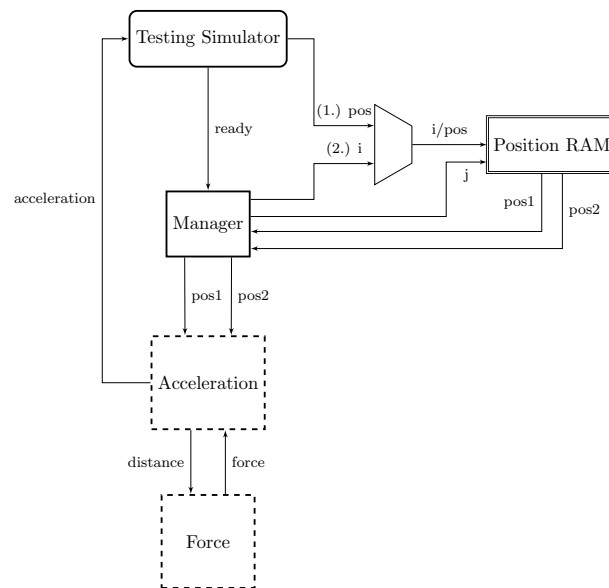 Testing Simulator
(1.) pos
ready
i/pos
(2.) i
Position RAM
j
acceleration
pos1
pos2
Manager
pos1
pos2
Acceleration
distance
force
Force